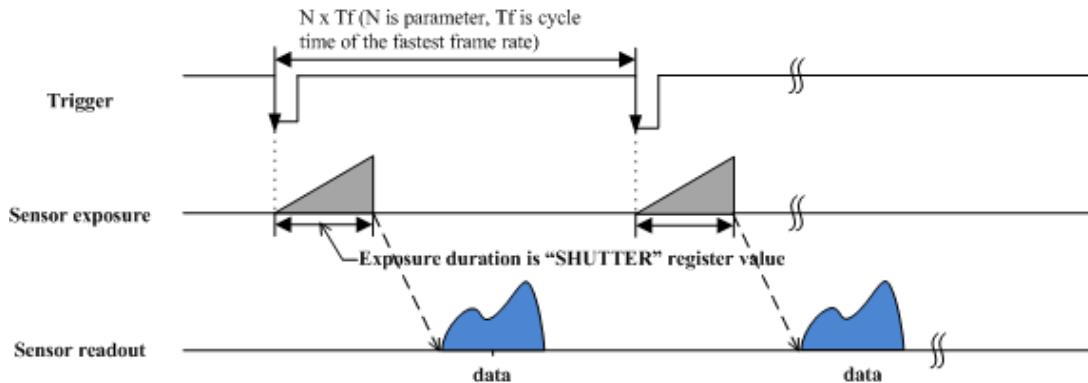 N x Tf (N is parameter, Tf is cycle
time of the fastest frame rate)
Trigger
Sensor exposure
Exposure duration is “SHUTTER” register value
Sensor readout
data
data